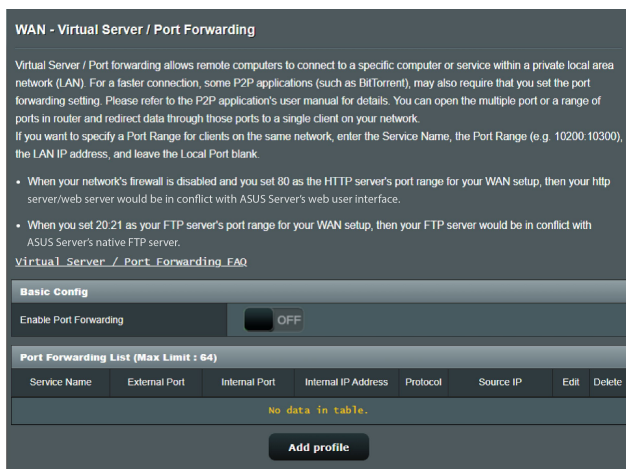 WAN - Virtual Server / Port Forwarding
Virtual Server / Port forwarding allows remote computers to connect to a specific computer or service within a private local area
network (LAN). For a faster connection, some P2P applications (such as BitTorrent), may also require that you set the port
forwarding setting. Please refer to the P2P application's user manual for details. You can open the multiple port or a range of
ports in router and redirect data through those ports to a single client on your network.
If you want to specify a Port Range for clients on the same network, enter the Service Name, the Port Range (e.g. 10200:10300),
the LAN IP address, and leave the Local Port blank.
• When your network's firewall is disabled and you set 80 as the HTTP server's port range for your WAN setup, then your http
server/web server would be in conflict with ASUS Server's web user interface.
• When you set 20:21 as your FTP server's port range for your WAN setup, then your FTP server would be in conflict with
ASUS Server's native FTP server.
Virtual Server / Port Forwarding FAQ
Basic Config
Enable Port Forwarding OFF
Port Forwarding List (Max Limit : 64)
Service Name External Port Internal Port Internal IP Address Protocol Source IP Edit Delete
No data in table.
Add profile